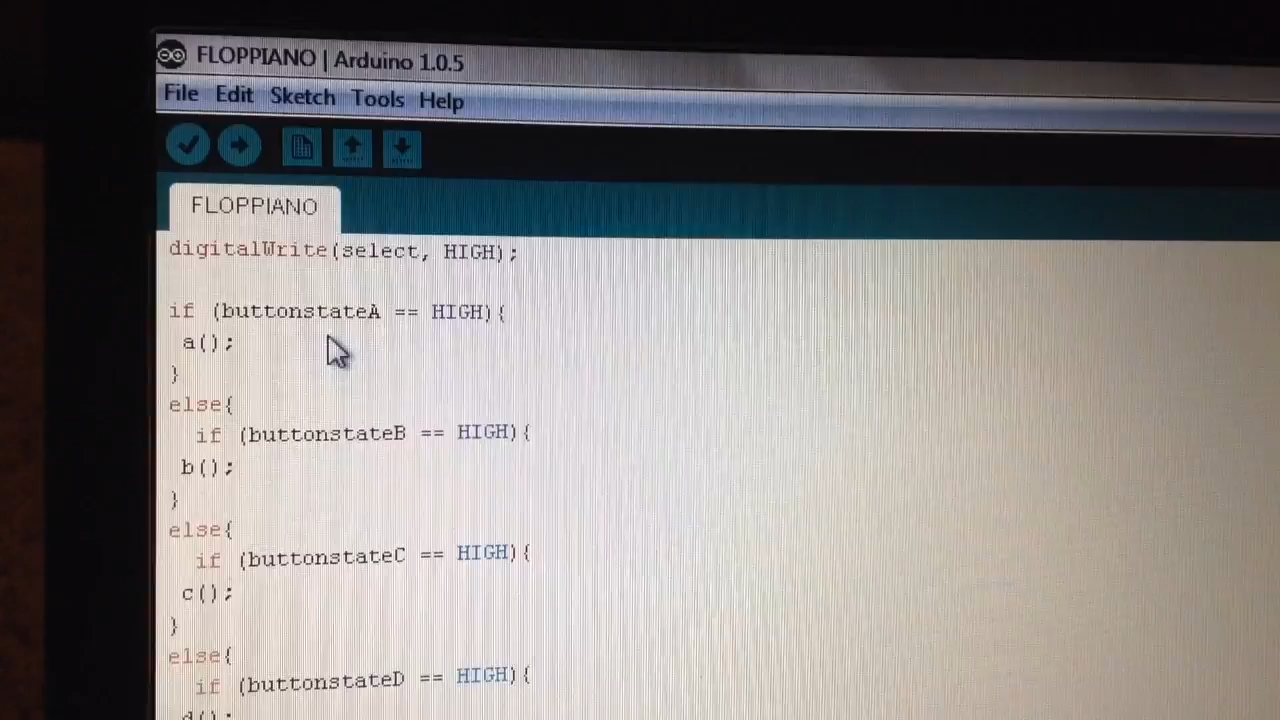 FLOPPIANO | Arduino 1.0.5
File Edit Sketch Tools Help
FLOPPIANO
digitalWrite(select, HIGH);
if (buttonstateA == HIGH){
a();
}
else{
if (buttonstateB == HIGH){
b();
}
else{
if (buttonstateC == HIGH){
c();
}
else{
if (buttonstateD == HIGH){
d();